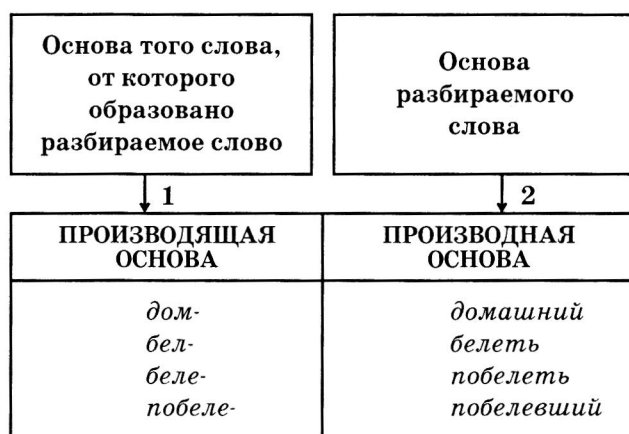 Основа того слова,
от которого
образовано
разбираемое слово
Основа
разбираемого
слова
1
2
ПРОИЗВОДЯЩАЯ
ОСНОВА
ПРОИЗВОДНАЯ
ОСНОВА
дом-
домашний
бел-
белеть
беле-
побелеть
побеле-
побелевший